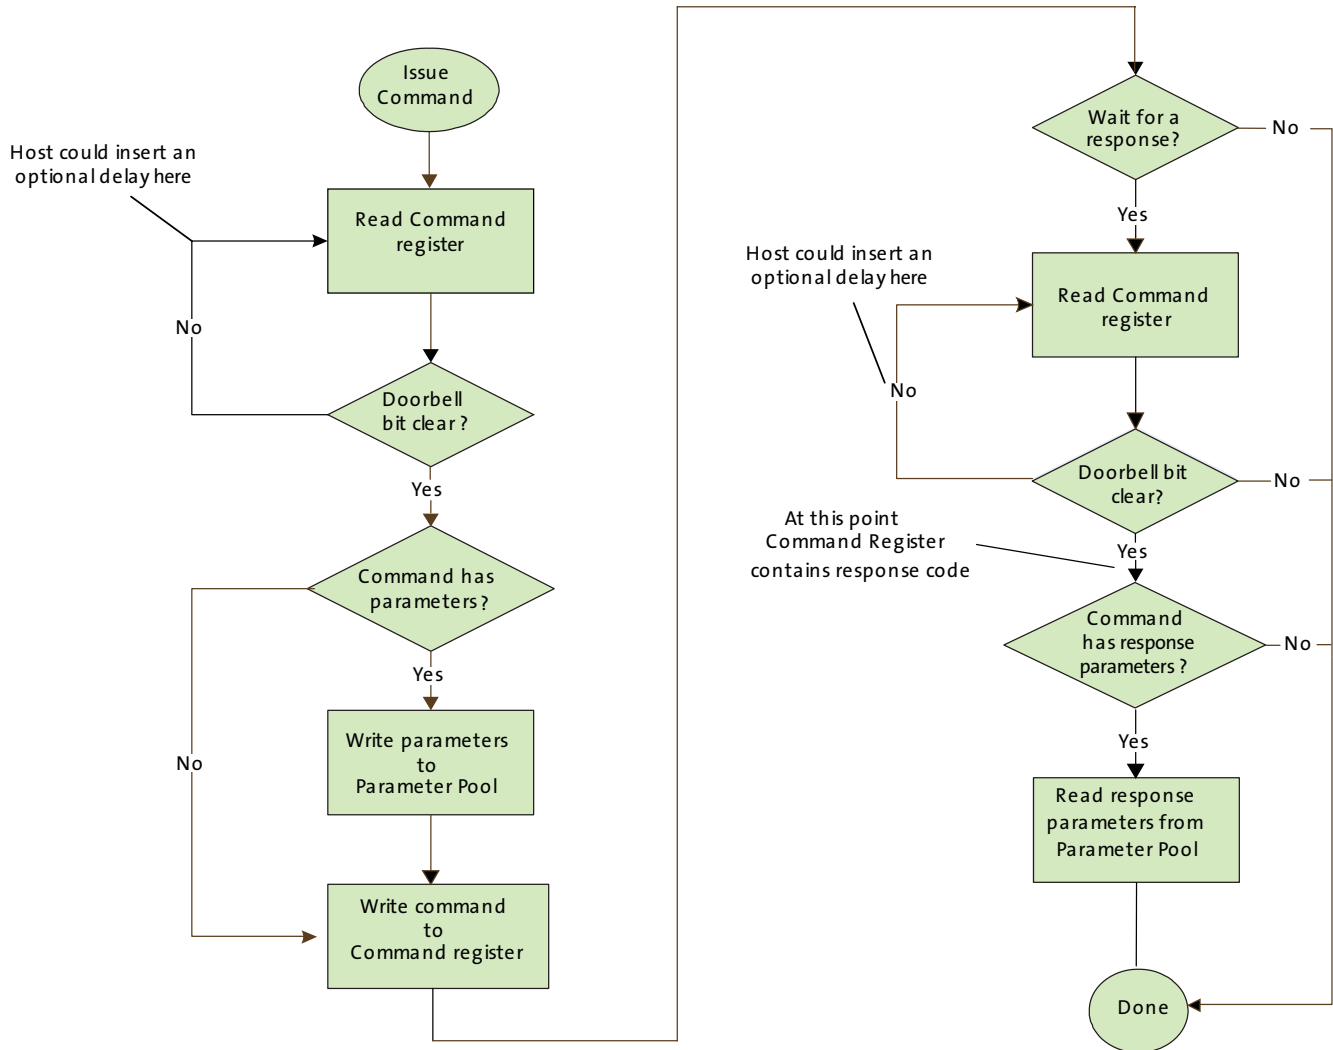 Issue
Command
Host could insert an
optional delay here
Read Command
register
No
Doorbell
bit clear ?
Yes
Command has
parameters?
Yes
No
Write parameters
to
Parameter Pool
Write command
to
Command register
Wait for a
response?
No
Yes
Host could insert an
optional delay here
Read Command
register
No
Doorbell bit
clear?
No
At this point
Command Register
contains response code
Yes
Command
has response
parameters ?
No
Yes
Read response
parameters from
Parameter Pool
Done